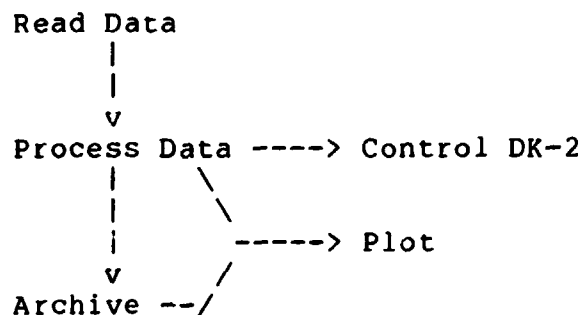 Read Data
Process Data ----> Control DK-2
-----> Plot
Archive --/